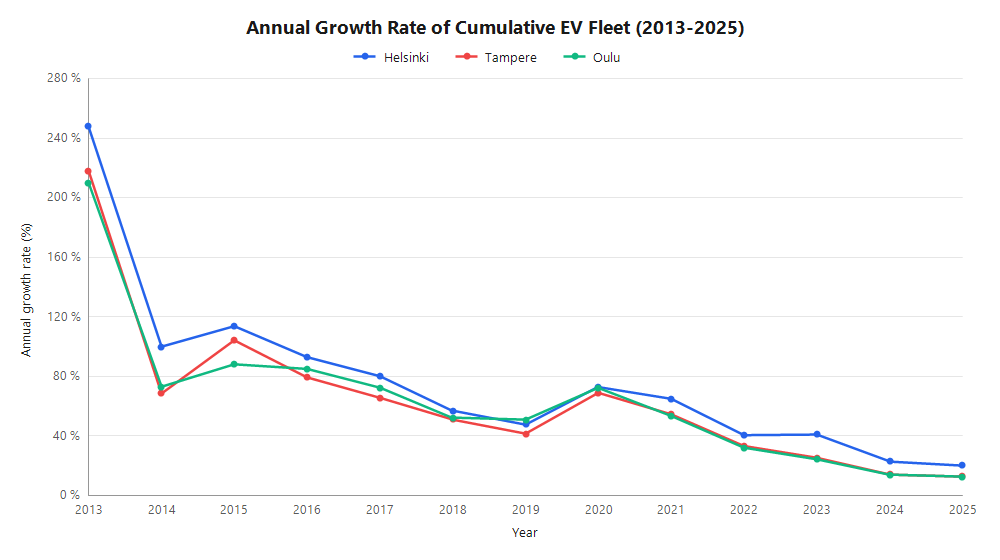 Annual Growth Rate of Cumulative EV Fleet (2013-2025)
Helsinki Tampere Oulu
280 %
240 %
200 %
160 %
120 %
80 %
40 %
0 %
Annual growth rate (%)
2013 2014 2015 2016 2017 2018 2019 2020 2021 2022 2023 2024 2025
Year